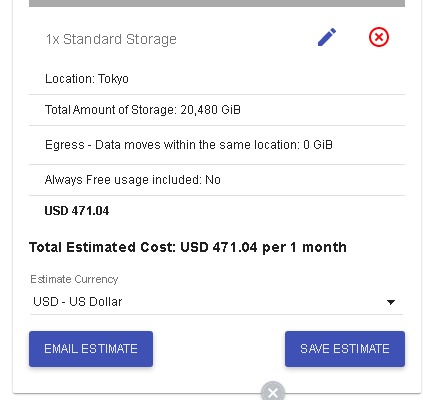 1x Standard Storage
Location: Tokyo
Total Amount of Storage: 20,480 GiB
Egress - Data moves within the same location: 0 GiB
Always Free usage included: No
USD 471.04
Total Estimated Cost: USD 471.04 per 1 month
Estimate Currency
USD - US Dollar
EMAIL ESTIMATE
SAVE ESTIMATE